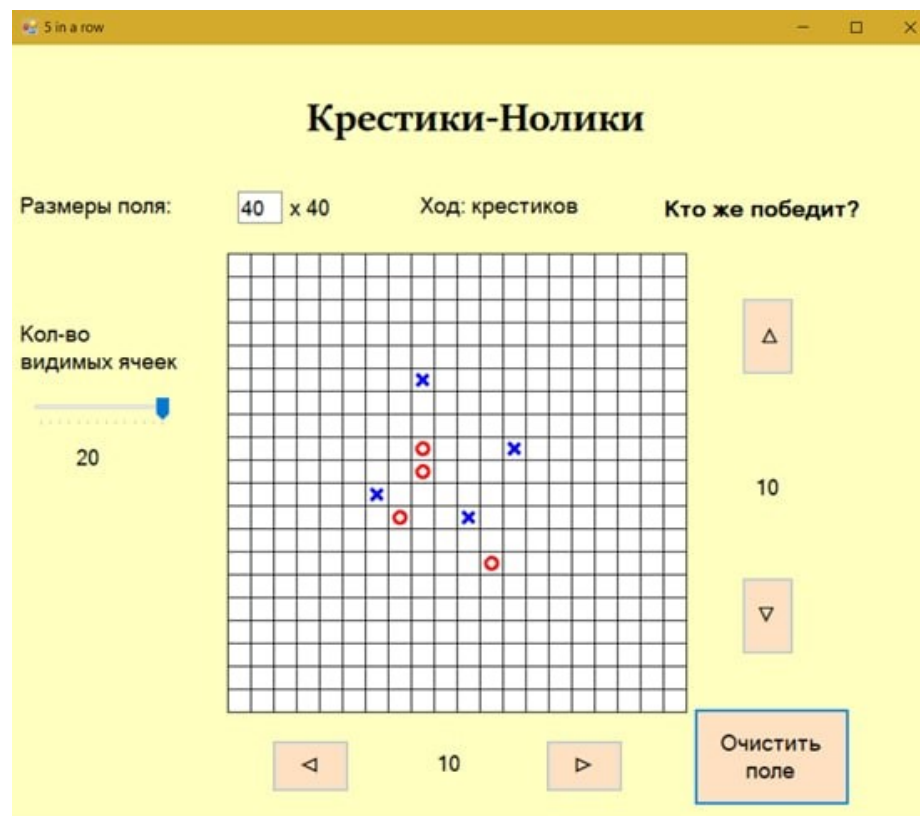 5 in a row
Крестики-Нолики
Размеры поля:
40 x 40
Ход: крестиков
Кто же победит?
Кол-во
видимых ячеек
20
10
10
Очистить
поле